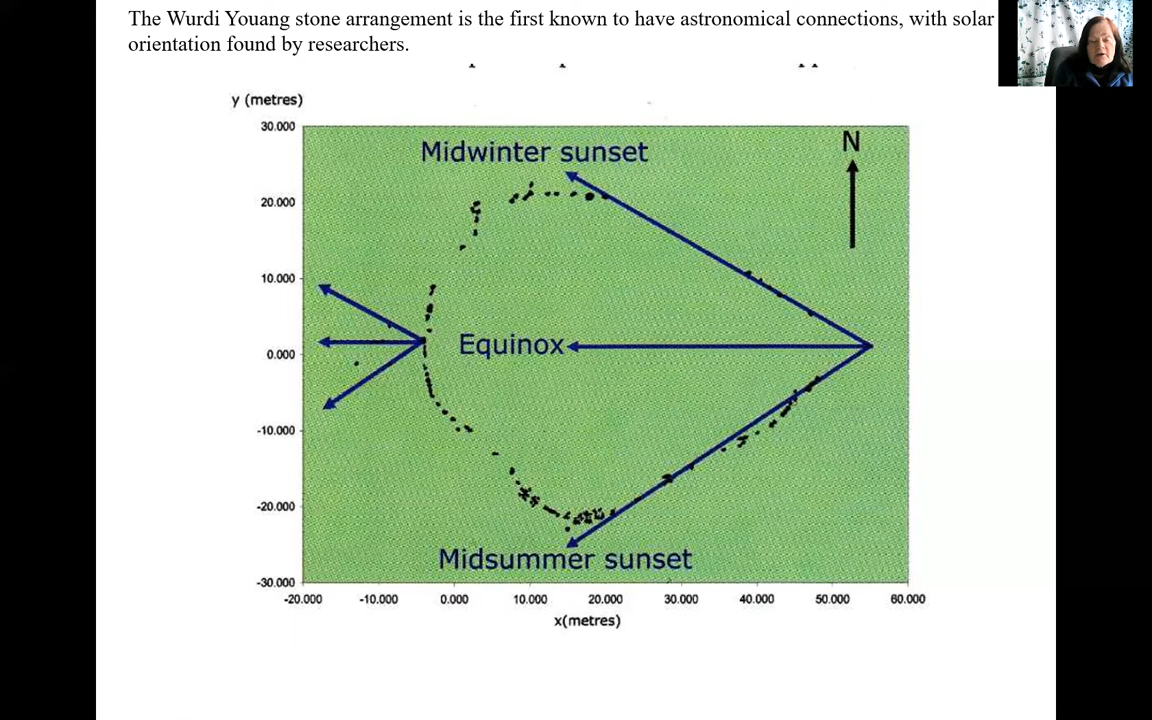 The Wurdi Youang stone arrangement is the first known to have astronomical connections, with solar
orientation found by researchers.
y (metres)
30.000
Midwinter sunset
N
20.000
10.000
Equinox
0.000
-10.000
-20.000
Midsummer sunset
-30.000
-20.000 -10.000 0.000 10.000 20.000 30.000 40.000 50.000 60.000
x(metres)